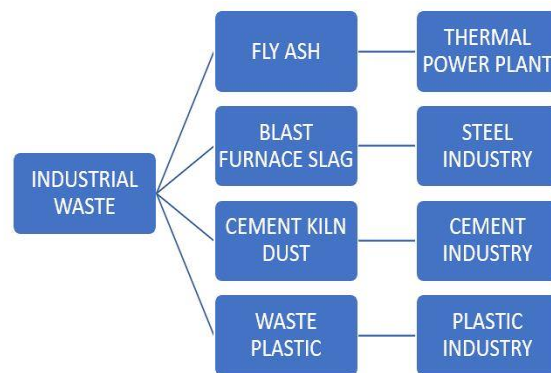 INDUSTRIAL
WASTE
FLY ASH
THERMAL
POWER PLANT
BLAST
FURNACE SLAG
STEEL
INDUSTRY
CEMENT KILN
DUST
CEMENT
INDUSTRY
WASTE
PLASTIC
PLASTIC
INDUSTRY